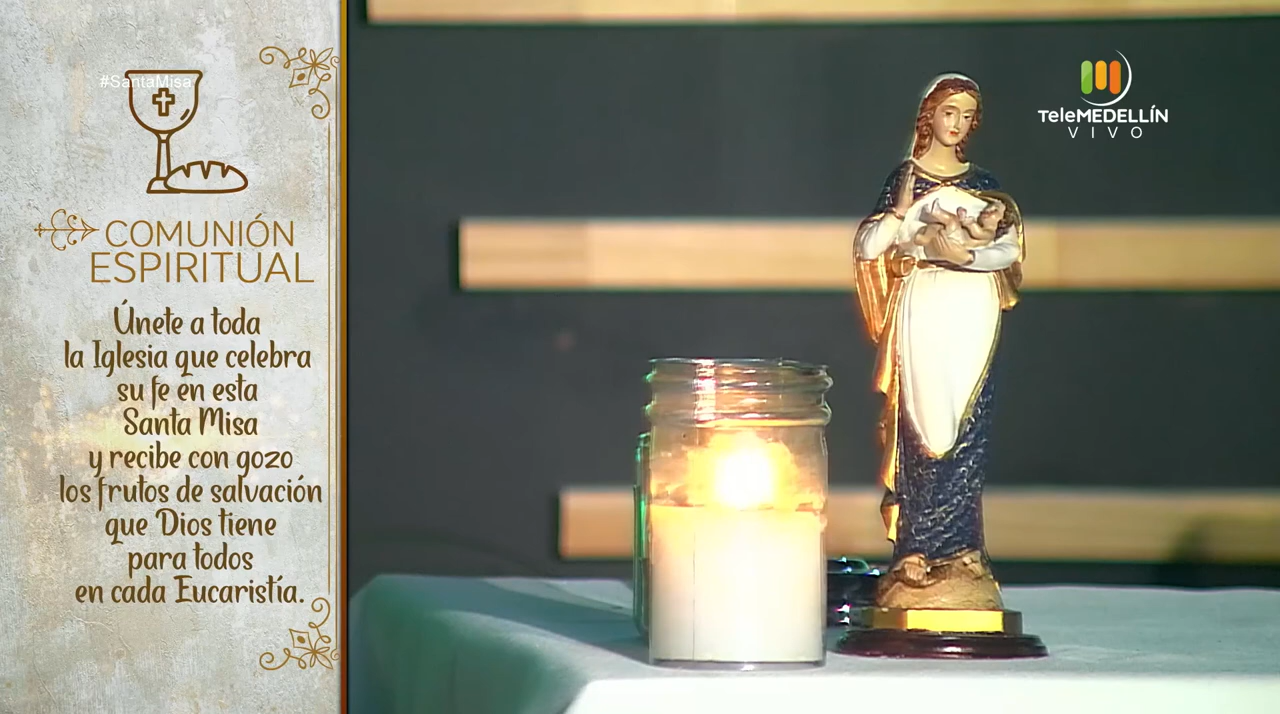 #SantaMisa
COMUNIÓN
ESPIRITUAL
Únete a toda
la Iglesia que celebra
su fe en esta
Santa Misa
y recibe con gozo
los frutos de salvación
que Dios tiene
para todos
en cada Eucaristía.
TeleMEDELLÍN
VIVO